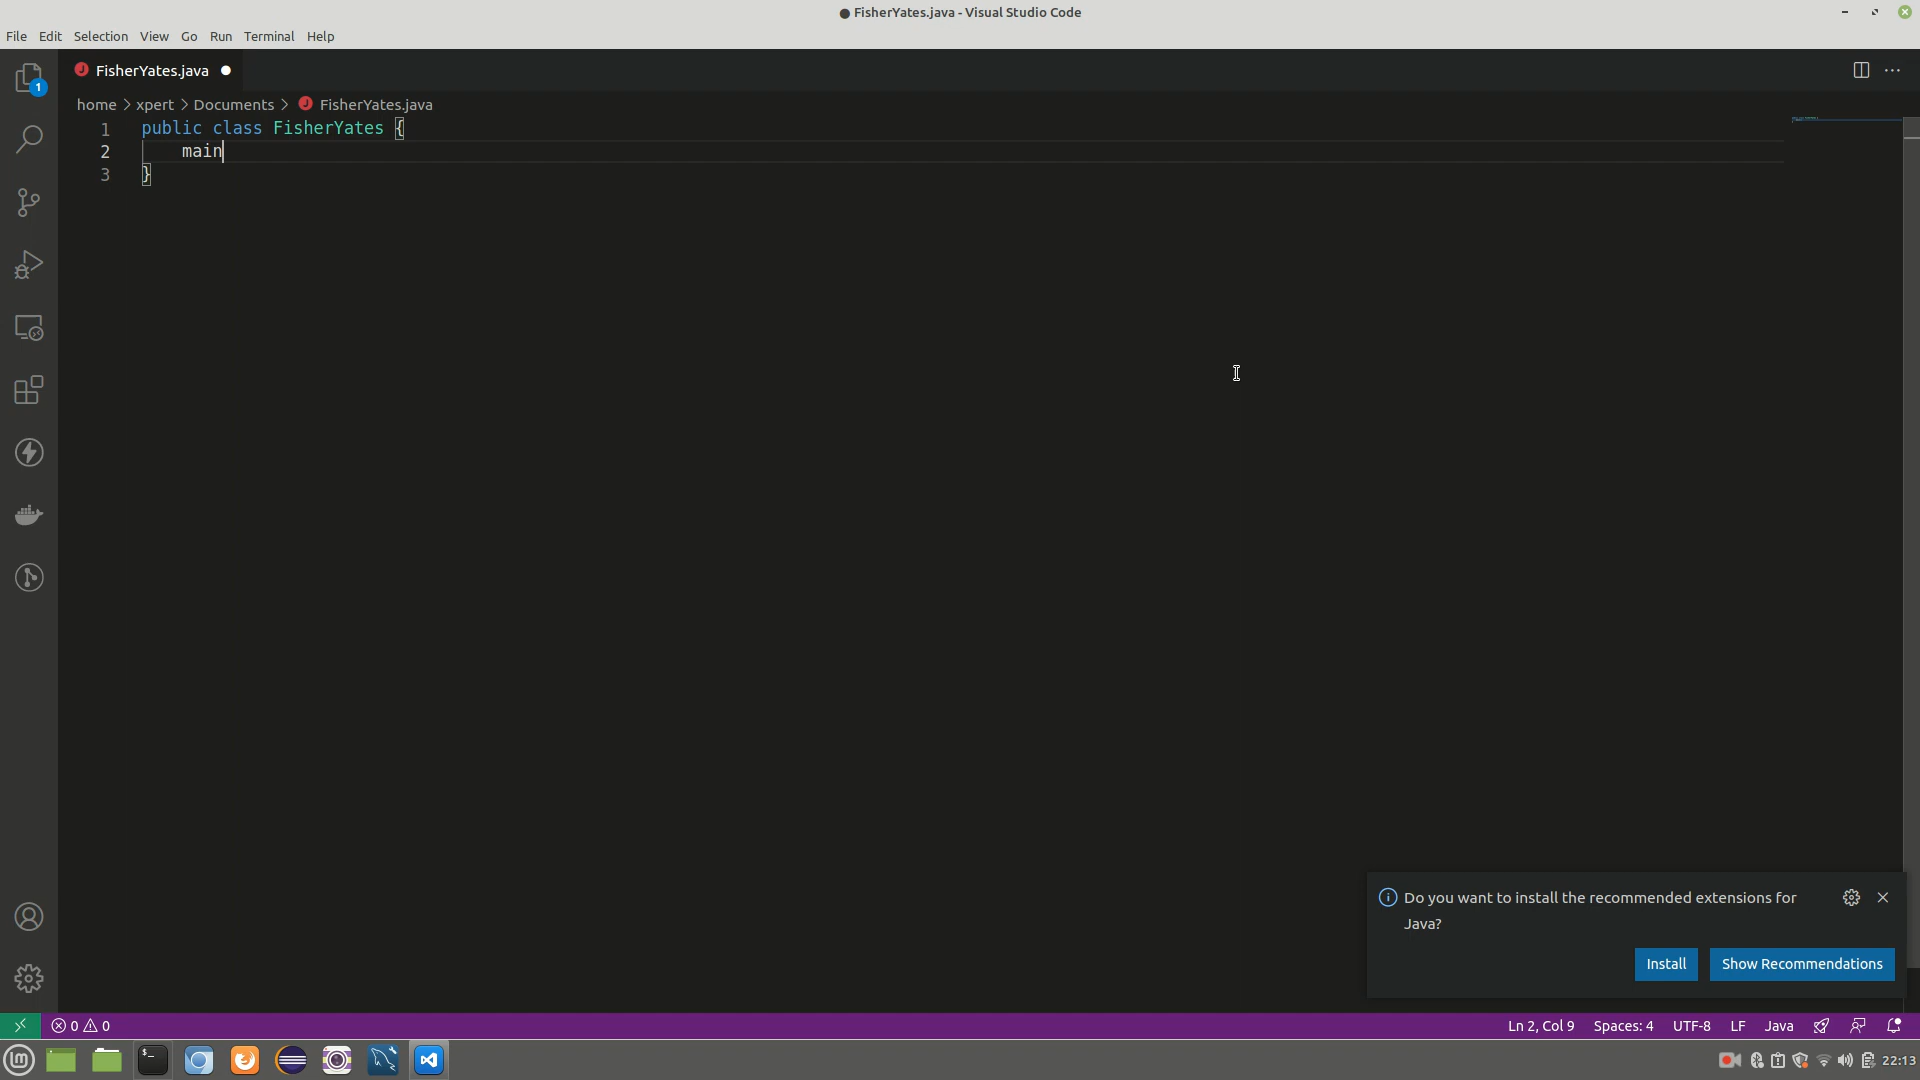 ● FisherYates.java - Visual Studio Code
File Edit Selection View Go Run Terminal Help
1
J FisherYates.java ●
home > xpert > Documents > J FisherYates.java
1 public class FisherYates {
2 main
3 }
Do you want to install the recommended extensions for
Java?
Install Show Recommendations
0 0 Ln 2, Col 9 Spaces: 4 UTF-8 LF Java
22:13